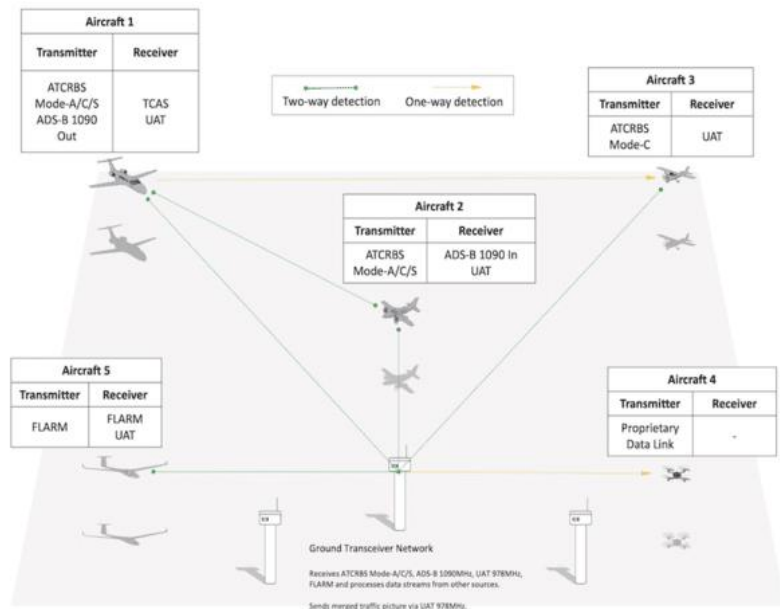 Aircraft 1
Transmitter Receiver
ATCRBS
Mode-A/C/S
ADS-B 1090
Out
TCAS
UAT
Two-way detection One-way detection
Aircraft 3
Transmitter Receiver
ATCRBS
Mode-C
UAT
Aircraft 2
Transmitter Receiver
ATCRBS
Mode-A/C/S
ADS-B 1090 In
UAT
Aircraft 5
Transmitter Receiver
FLARM
FLARM
UAT
Aircraft 4
Transmitter Receiver
Proprietary
Data Link
-
Ground Transceiver Network
Receives ATCRBS Mode-A/C/S, ADS-B 1090MHz, UAT 978MHz,
FLARM and processes data streams from other sources.
Sends merged traffic picture via UAT 978MHz.